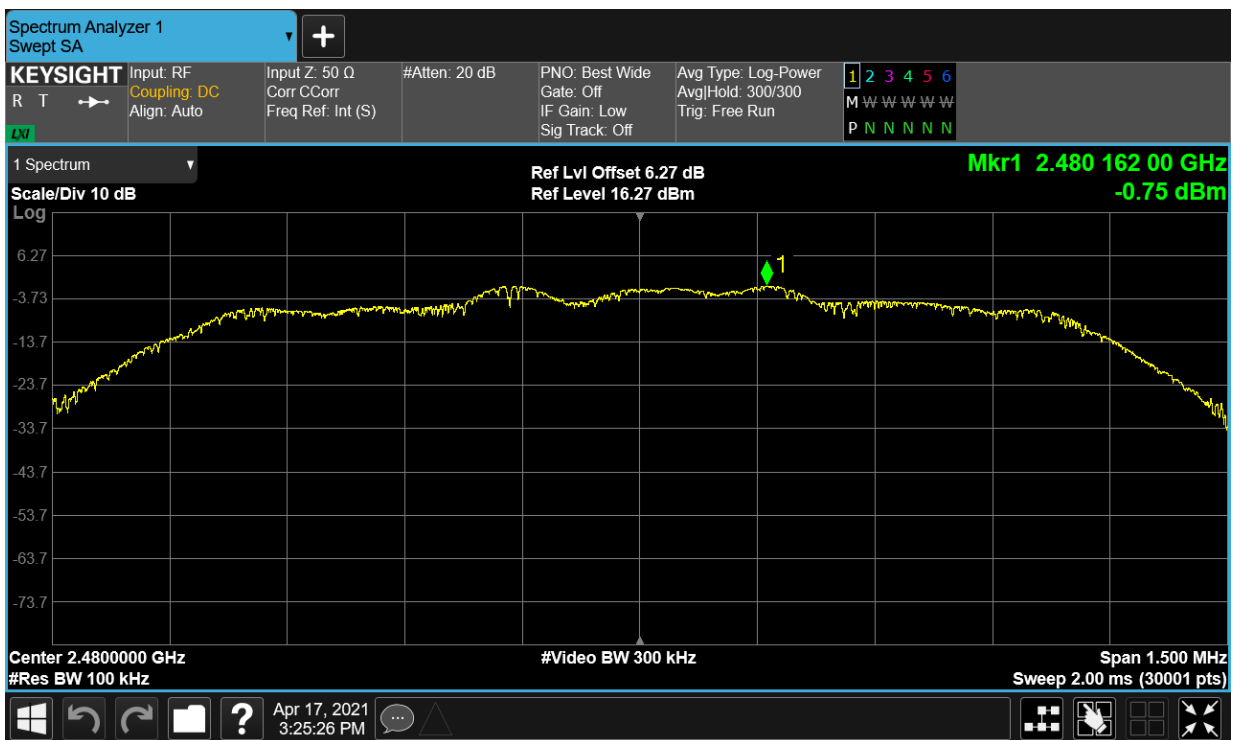 Spectrum Analyzer 1
Swept SA
+
KEYSIGHT
R T
LXI
Input: RF
Coupling: DC
Align: Auto
Input Z: 50 Ω
Corr CCorr
Freq Ref: Int (S)
#Atten: 20 dB
PNO: Best Wide
Gate: Off
IF Gain: Low
Sig Track: Off
Avg Type: Log-Power
Avg|Hold: 300/300
Trig: Free Run
1 2 3 4 5 6
M W W W W W
P N N N N N
1 Spectrum
Scale/Div 10 dB
Log
Ref Lvl Offset 6.27 dB
Ref Level 16.27 dBm
Mkr1 2.480 162 00 GHz
-0.75 dBm
1
6.27
-3.73
-13.7
-23.7
-33.7
-43.7
-53.7
-63.7
-73.7
Center 2.4800000 GHz
#Res BW 100 kHz
#Video BW 300 kHz
Span 1.500 MHz
Sweep 2.00 ms (30001 pts)
?
Apr 17, 2021
3:25:26 PM